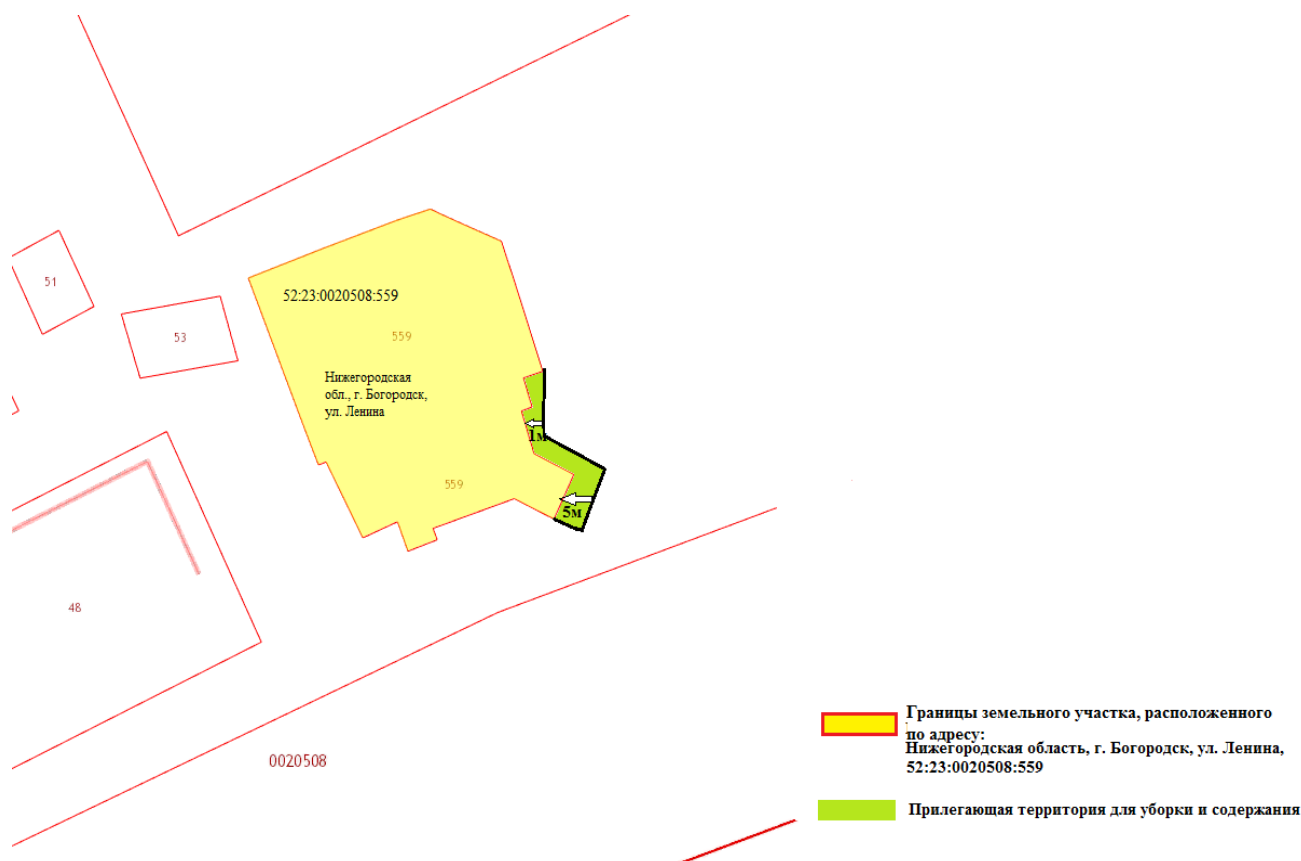 51
52:23:0020508:559
53
559
Нижегородская
обл., г. Богородск,
ул. Ленина
1м
559
5м
48
0020508
Границы земельного участка, расположенного
по адресу:
Нижегородская область, г. Богородск, ул. Ленина,
52:23:0020508:559
Прилегающая территория для уборки и содержания